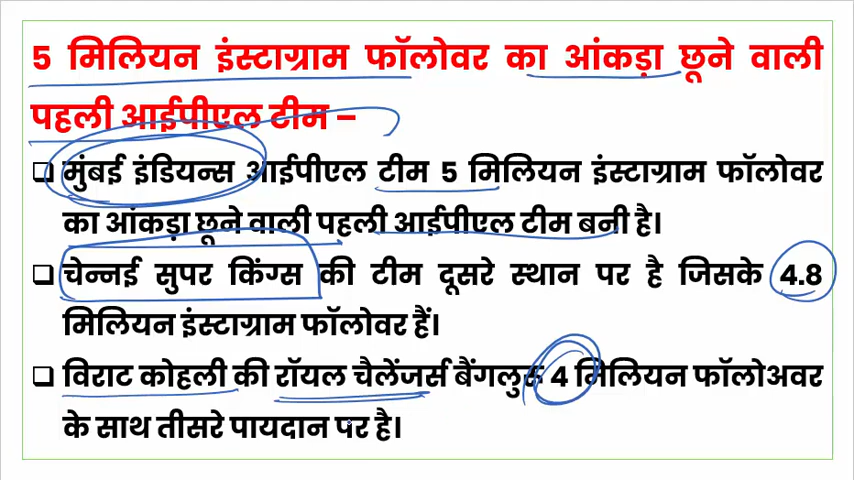 5 मिलियन इंस्टाग्राम फॉलोवर का आंकड़ा छूने वाली
पहली आईपीएल टीम –
❑ मुंबई इंडियन्स आईपीएल टीम 5 मिलियन इंस्टाग्राम फॉलोवर
का आंकड़ा छूने वाली पहली आईपीएल टीम बनी है।
❑ चेन्नई सुपर किंग्स की टीम दूसरे स्थान पर है जिसके 4.8
मिलियन इंस्टाग्राम फॉलोवर हैं।
❑ विराट कोहली की रॉयल चैलेंजर्स बैंगलुरु 4 मिलियन फॉलोअवर
के साथ तीसरे पायदान पर है।